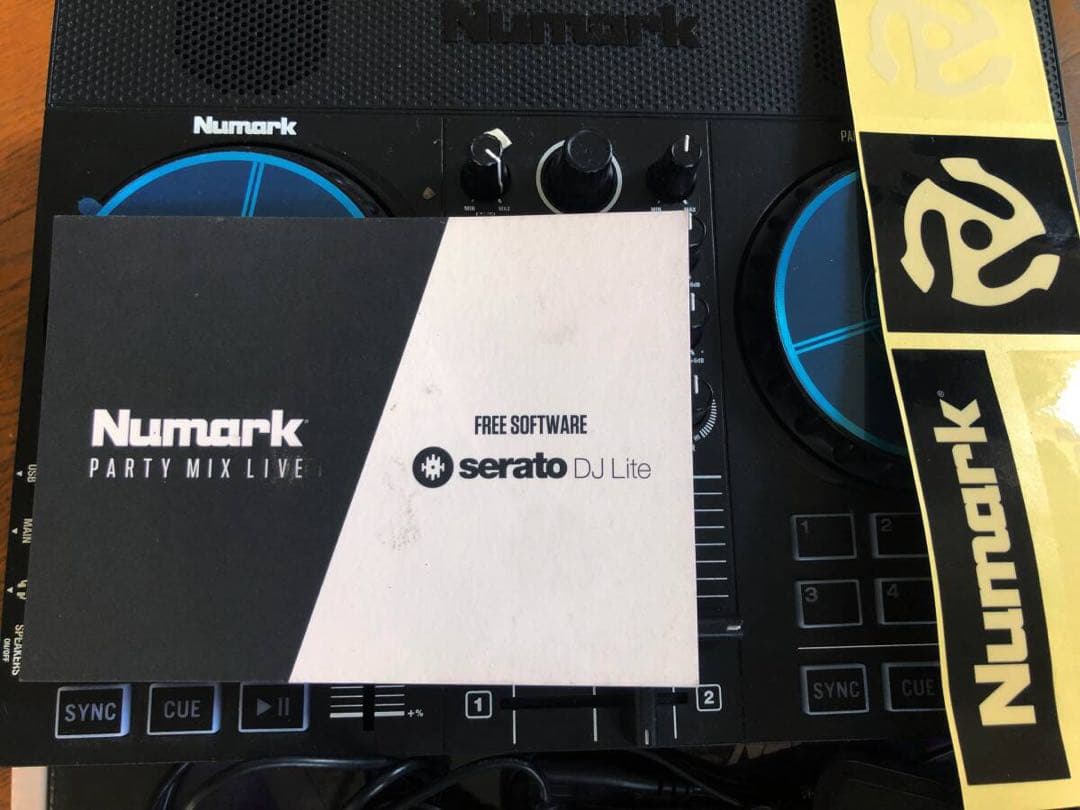 Numark
Numark
PA
MIN
MAX
MIN
MAX
Numark®
PARTY MIX LIVE
FREE SOFTWARE
serato DJ Lite
USB
MAIN
SPEAKERS
ON/OFF
1
2
3
4
SYNC
CUE
+%
1
2
SYNC
CUE
Numark®